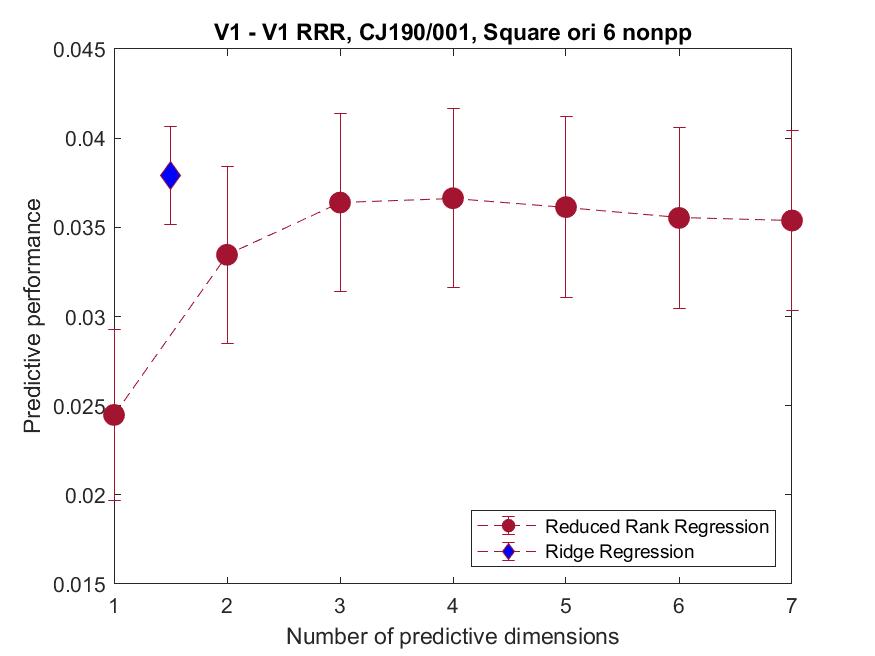 V1 - V1 RRR, CJ190/001, Square ori 6 nonpp
0.045
0.04
0.035
0.03
0.025
0.02
0.015
Predictive performance
1 2 3 4 5 6 7
Number of predictive dimensions
Reduced Rank Regression
Ridge Regression